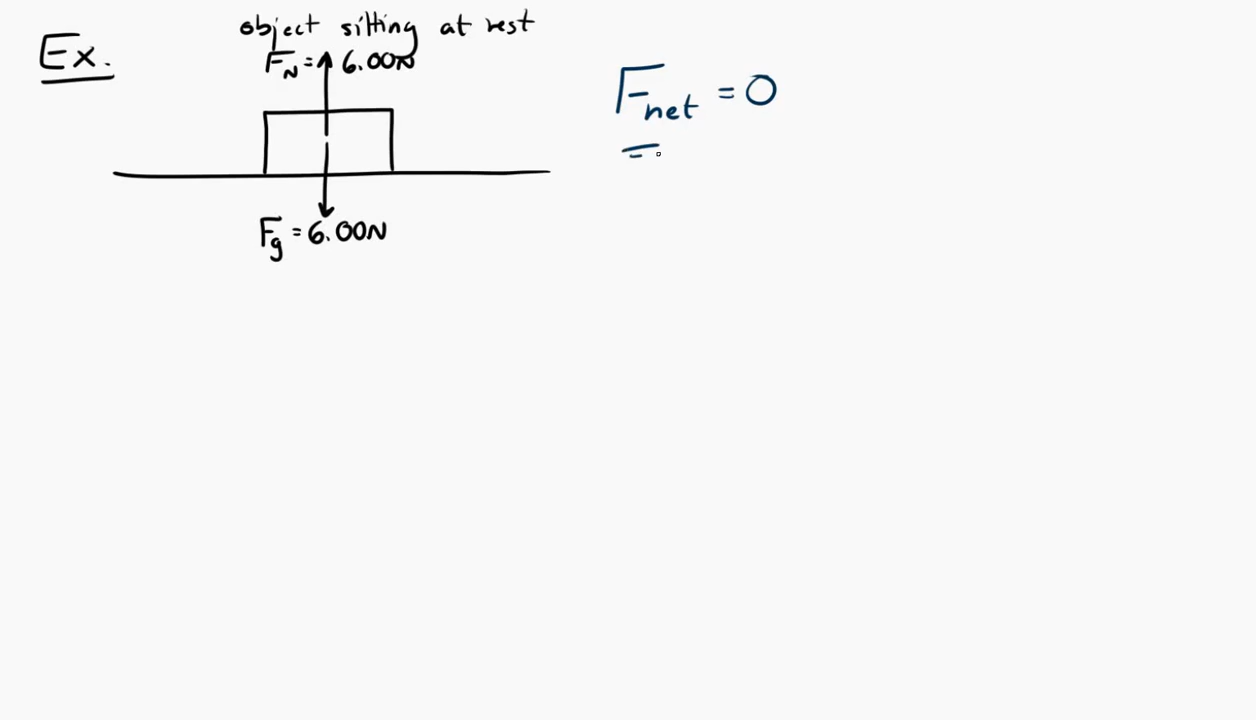 Ex.
object sitting at rest
F_N = 6.00N
F_g = 6.00N
F_net = 0